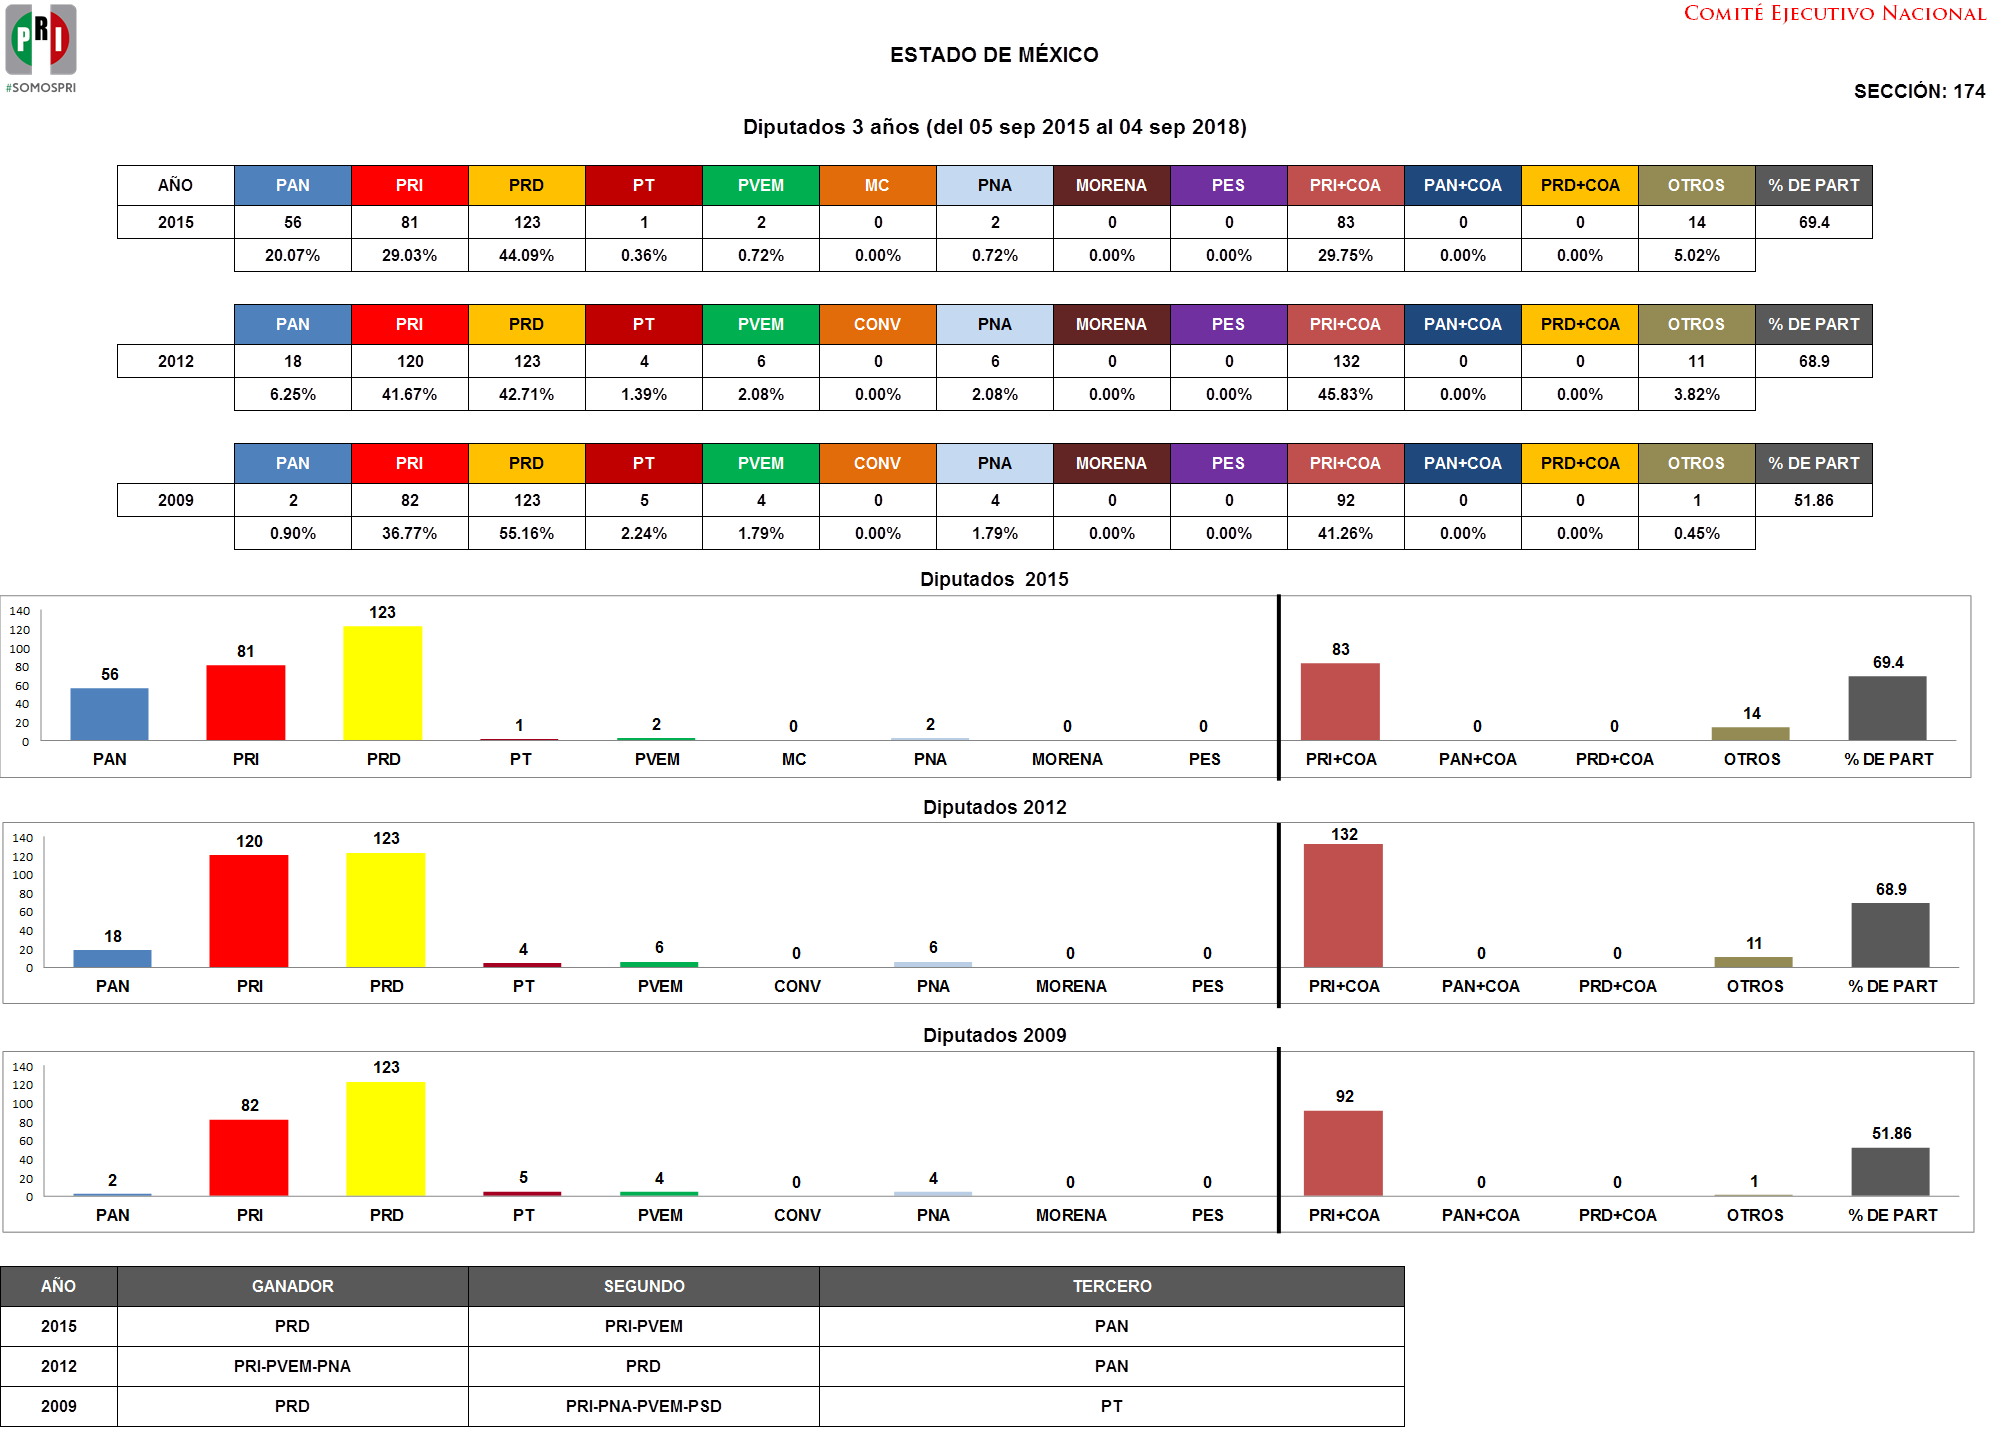 PRI
#SOMOSPRI
COMITÉ EJECUTIVO NACIONAL
ESTADO DE MÉXICO
SECCIÓN: 174
Diputados 3 años (del 05 sep 2015 al 04 sep 2018)
AÑO PAN PRI PRD PT PVEM MC PNA MORENA PES PRI+COA PAN+COA PRD+COA OTROS % DE PART
2015 56 81 123 1 2 0 2 0 0 83 0 0 14 69.4
20.07% 29.03% 44.09% 0.36% 0.72% 0.00% 0.72% 0.00% 0.00% 29.75% 0.00% 0.00% 5.02%
PAN PRI PRD PT PVEM CONV PNA MORENA PES PRI+COA PAN+COA PRD+COA OTROS % DE PART
2012 18 120 123 4 6 0 6 0 0 132 0 0 11 68.9
6.25% 41.67% 42.71% 1.39% 2.08% 0.00% 2.08% 0.00% 0.00% 45.83% 0.00% 0.00% 3.82%
PAN PRI PRD PT PVEM CONV PNA MORENA PES PRI+COA PAN+COA PRD+COA OTROS % DE PART
2009 2 82 123 5 4 0 4 0 0 92 0 0 1 51.86
0.90% 36.77% 55.16% 2.24% 1.79% 0.00% 1.79% 0.00% 0.00% 41.26% 0.00% 0.00% 0.45%
Diputados 2015
140
120
100
80
60
40
20
0
56 81 123 1 2 0 2 0 0 83 0 0 14 69.4
PAN PRI PRD PT PVEM MC PNA MORENA PES PRI+COA PAN+COA PRD+COA OTROS % DE PART
Diputados 2012
140
120
100
80
60
40
20
0
18 120 123 4 6 0 6 0 0 132 0 0 11 68.9
PAN PRI PRD PT PVEM CONV PNA MORENA PES PRI+COA PAN+COA PRD+COA OTROS % DE PART
Diputados 2009
140
120
100
80
60
40
20
0
2 82 123 5 4 0 4 0 0 92 0 0 1 51.86
PAN PRI PRD PT PVEM CONV PNA MORENA PES PRI+COA PAN+COA PRD+COA OTROS % DE PART
AÑO GANADOR SEGUNDO TERCERO
2015 PRD PRI-PVEM PAN
2012 PRI-PVEM-PNA PRD PAN
2009 PRD PRI-PNA-PVEM-PSD PT